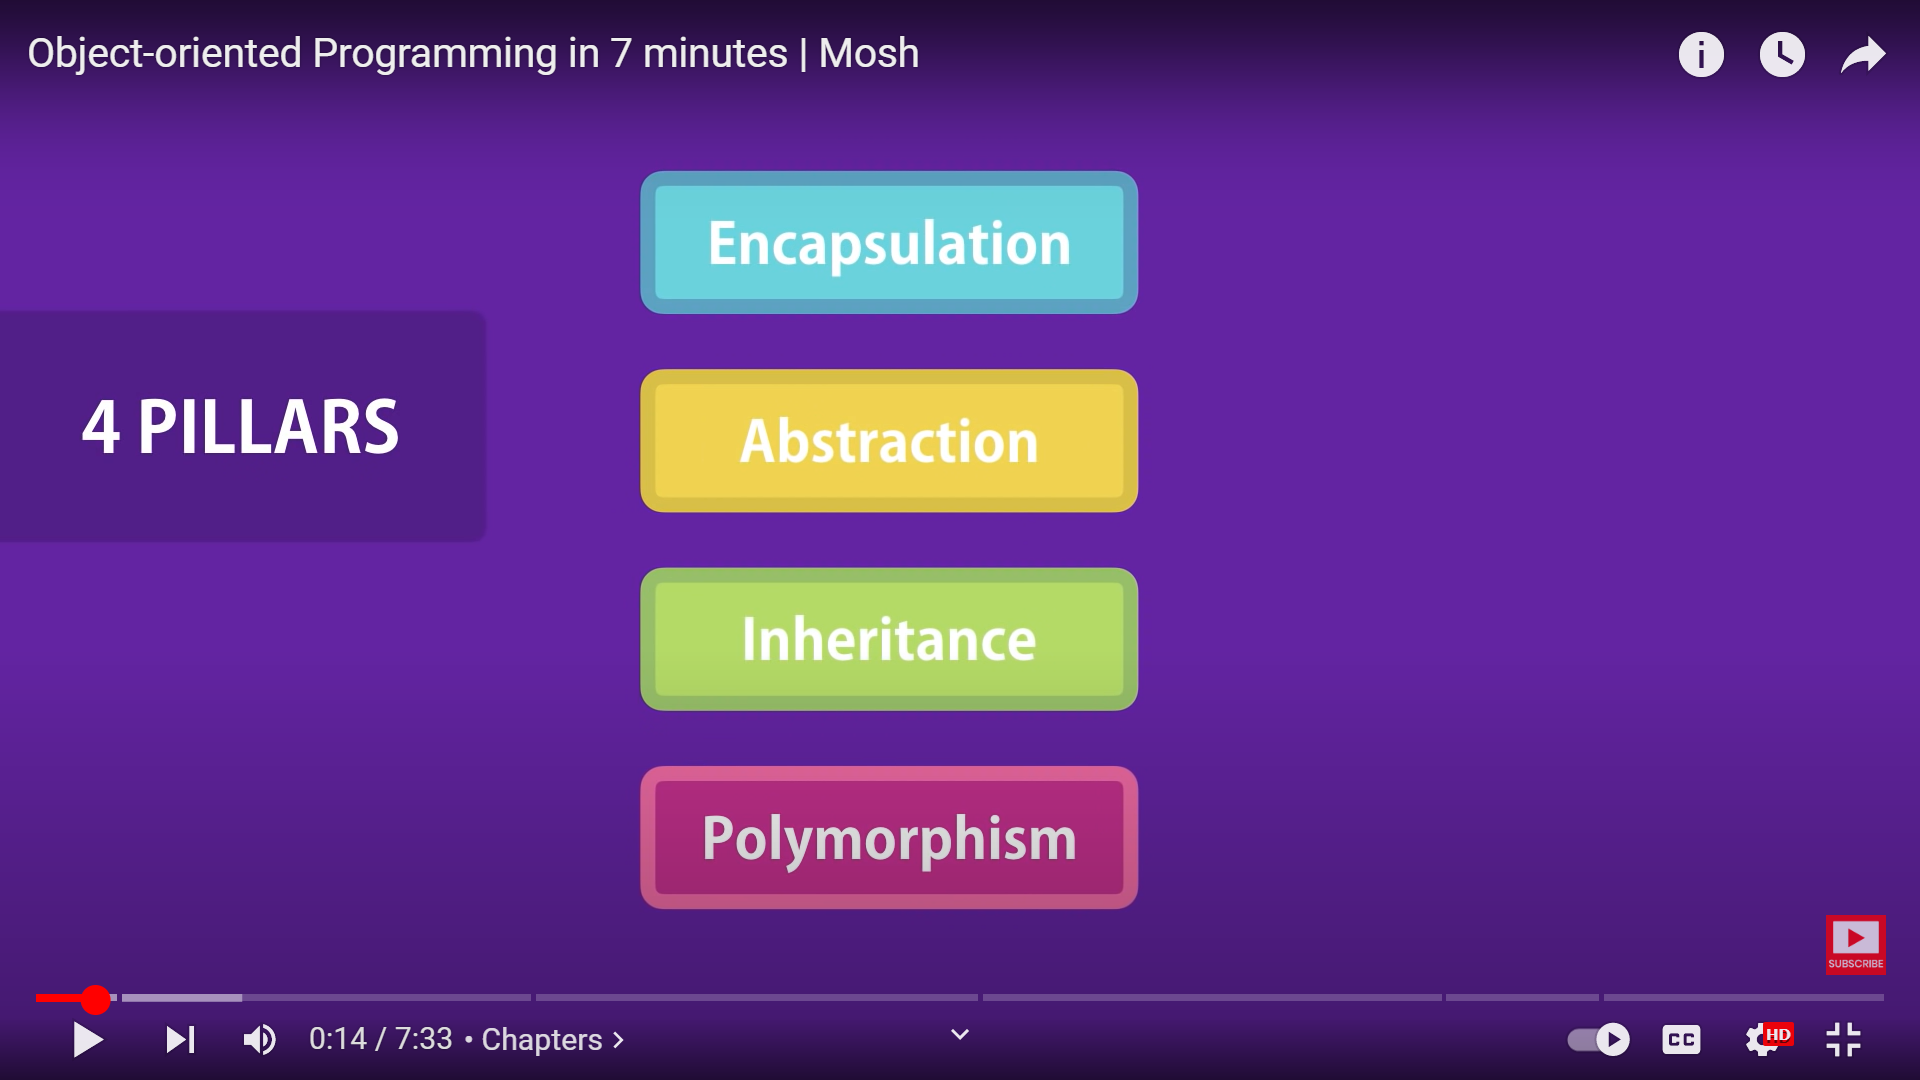 Object-oriented Programming in 7 minutes | Mosh
4 PILLARS
Encapsulation
Abstraction
Inheritance
Polymorphism
SUBSCRIBE
0:14 / 7:33 • Chapters
CC
HD